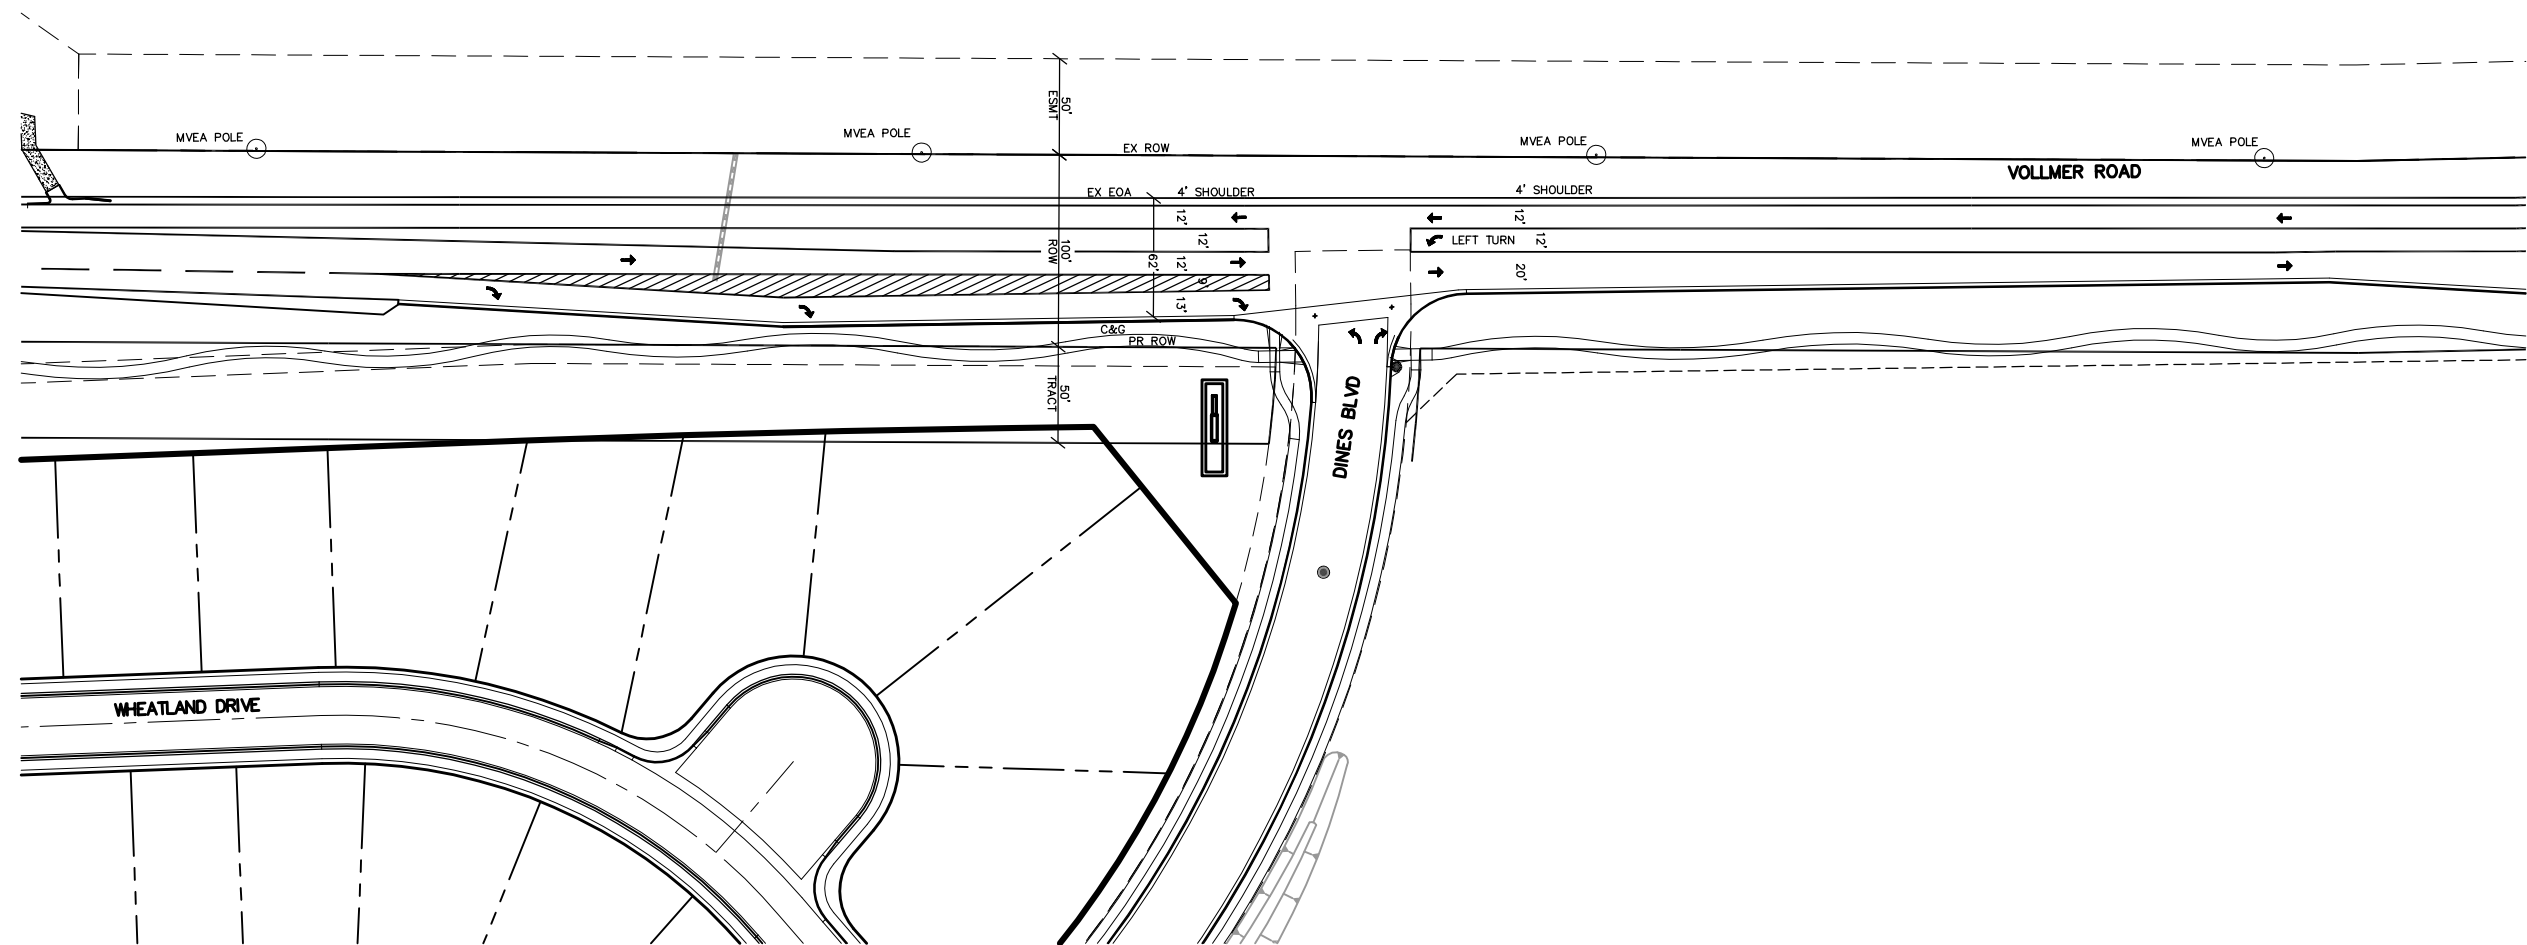 50'
ESMT
MVEA POLE
MVEA POLE
MVEA POLE
MVEA POLE
EX ROW
VOLLMER ROAD
EX EOA
4' SHOULDER
4' SHOULDER
12'
12'
12'
LEFT TURN
12'
100'
ROW
62'
12'
20'
9'
13'
C&G
PR ROW
50'
TRACT
DINES BLVD
WHEATLAND DRIVE